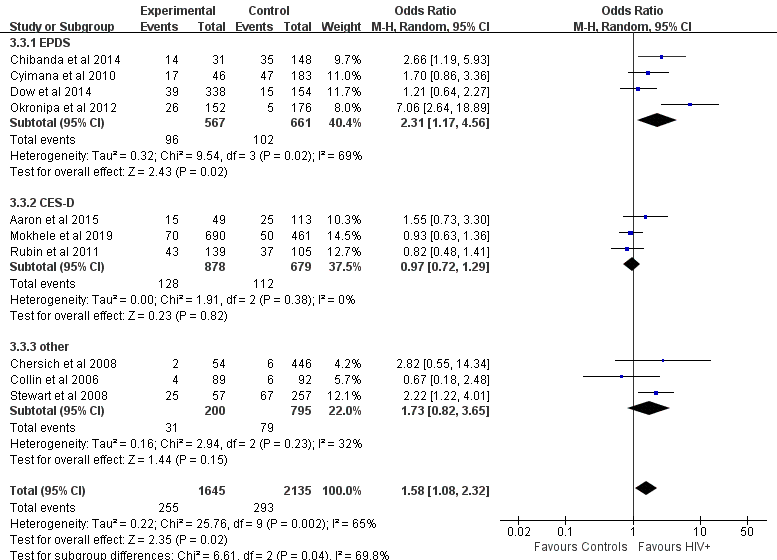 Experimental Control Odds Ratio Odds Ratio
Study or Subgroup Events Total Events Total Weight M-H, Random, 95% CI M-H, Random, 95% CI
3.3.1 EPDS
Chibanda et al 2014 14 31 35 148 9.7% 2.66 [1.19, 5.93]
Cyimana et al 2010 17 46 47 183 11.0% 1.70 [0.86, 3.36]
Dow et al 2014 39 338 15 154 11.7% 1.21 [0.64, 2.27]
Okronipa et al 2012 26 152 5 176 8.0% 7.06 [2.64, 18.89]
Subtotal (95% CI) 567 661 40.4% 2.31 [1.17, 4.56]
Total events 96 102
Heterogeneity: Tau² = 0.32; Chi² = 9.54, df = 3 (P = 0.02); I² = 69%
Test for overall effect: Z = 2.43 (P = 0.02)
3.3.2 CES-D
Aaron et al 2015 15 49 25 113 10.3% 1.55 [0.73, 3.30]
Mokhele et al 2019 70 690 50 461 14.5% 0.93 [0.63, 1.36]
Rubin et al 2011 43 139 37 105 12.7% 0.82 [0.48, 1.41]
Subtotal (95% CI) 878 679 37.5% 0.97 [0.72, 1.29]
Total events 128 112
Heterogeneity: Tau² = 0.00; Chi² = 1.91, df = 2 (P = 0.38); I² = 0%
Test for overall effect: Z = 0.23 (P = 0.82)
3.3.3 other
Chersich et al 2008 2 54 6 446 4.2% 2.82 [0.55, 14.34]
Collin et al 2006 4 89 6 92 5.7% 0.67 [0.18, 2.48]
Stewart et al 2008 25 57 67 257 12.1% 2.22 [1.22, 4.01]
Subtotal (95% CI) 200 795 22.0% 1.73 [0.82, 3.65]
Total events 31 79
Heterogeneity: Tau² = 0.16; Chi² = 2.94, df = 2 (P = 0.23); I² = 32%
Test for overall effect: Z = 1.44 (P = 0.15)
Total (95% CI) 1645 2135 100.0% 1.58 [1.08, 2.32]
Total events 255 293
Heterogeneity: Tau² = 0.22; Chi² = 25.76, df = 9 (P = 0.002); I² = 65%
Test for overall effect: Z = 2.35 (P = 0.02)
Test for subgroup differences: Chi² = 6.61, df = 2 (P = 0.04), I² = 69.8%
0.02 0.1 1 10 50
Favours Controls Favours HIV+